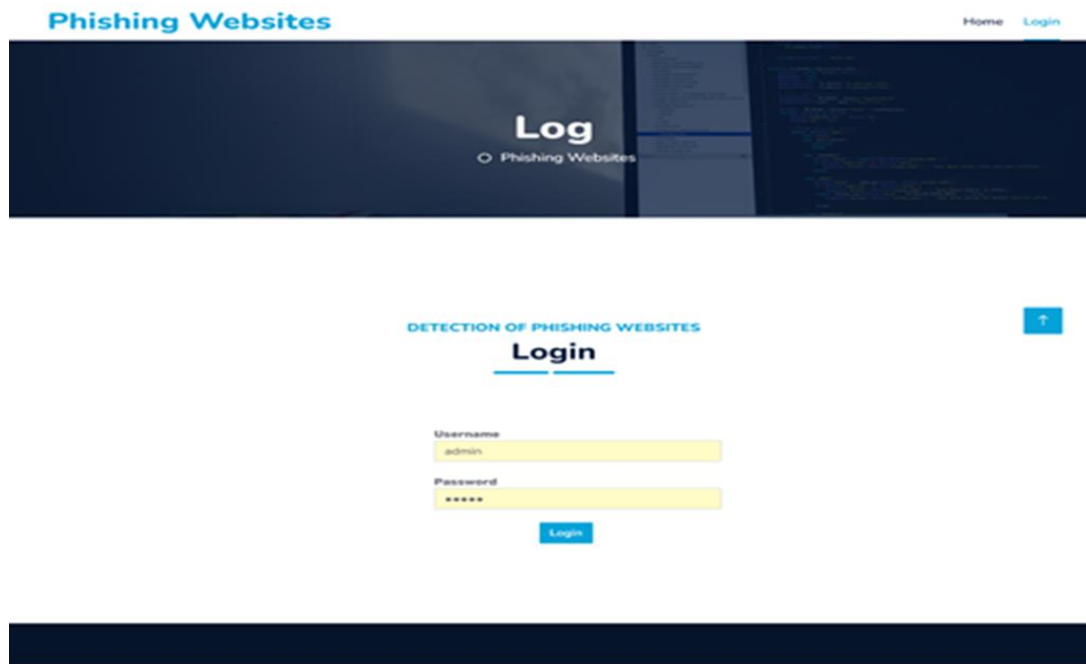 Phishing Websites
Home Login
Log
Phishing Websites
DETECTION OF PHISHING WEBSITES
Login
Username
admin
Password
•••••
Login